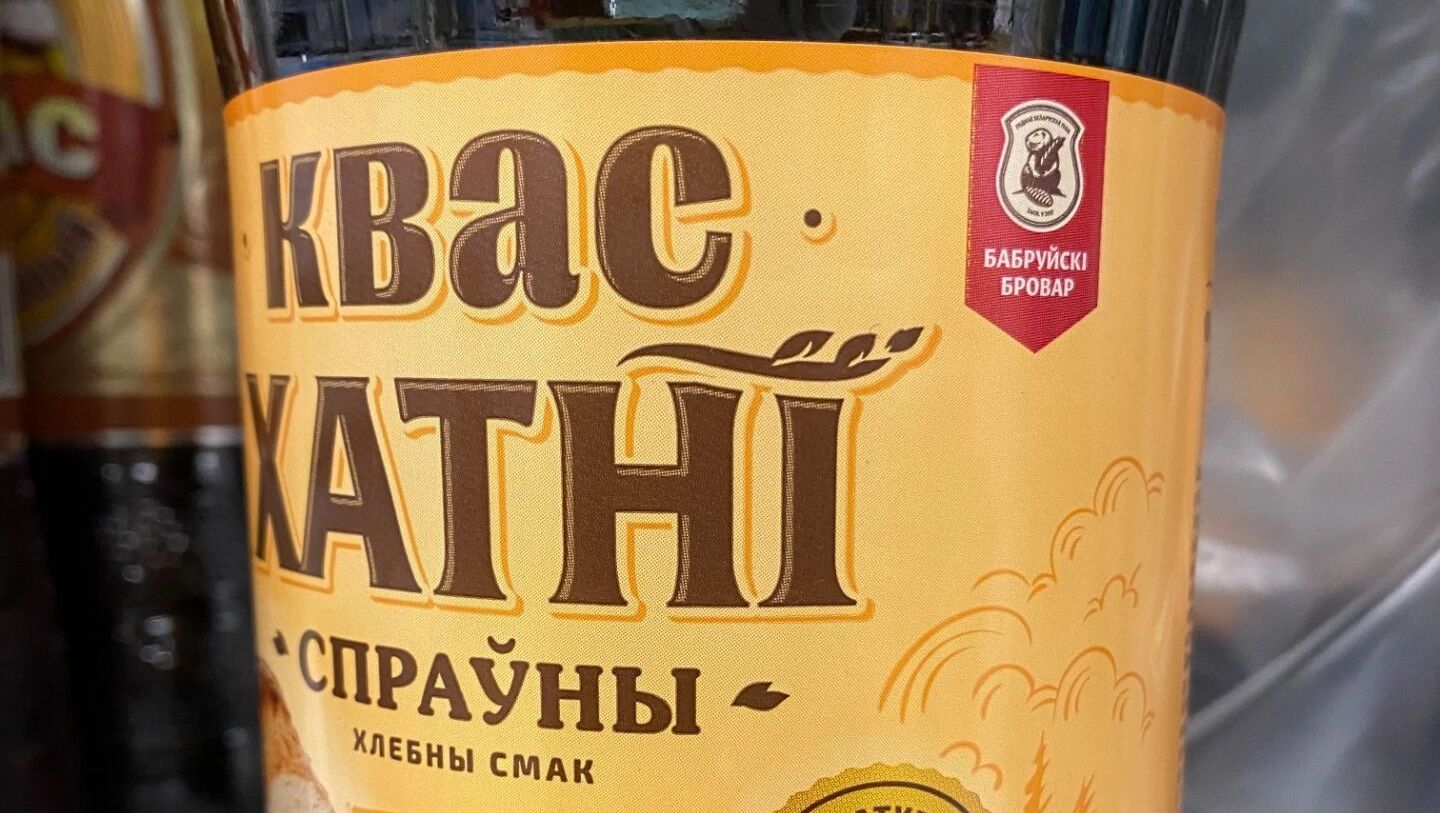 квас
ХАТНІ
СПРАЎНЫ
ХЛЕБНЫ СМАК
БАБРУЙСКІ
БРОВАР